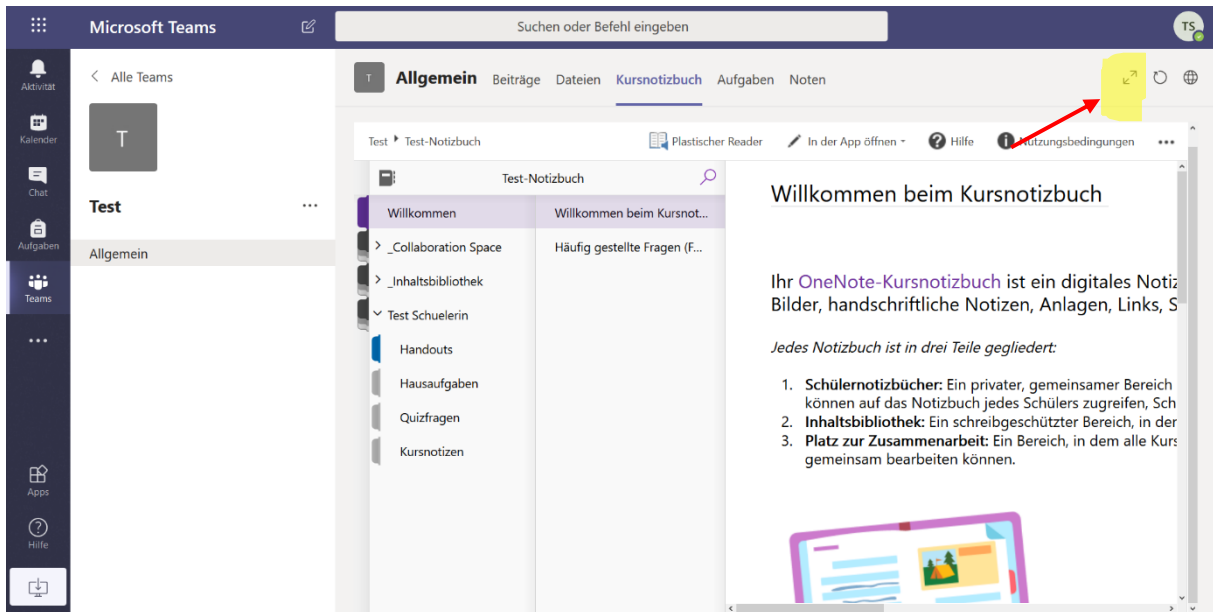 Microsoft Teams
Suchen oder Befehl eingeben
TS
Aktivität
Kalender
Chat
Aufgaben
Teams
Apps
Hilfe
Alle Teams
T
Test
Allgemein
T
Allgemein Beiträge Dateien Kursnotizbuch Aufgaben Noten
Test Test-Notizbuch
Plastischer Reader In der App öffnen Hilfe Nutzungsbedingungen
Test-Notizbuch
Willkommen
_Collaboration Space
_Inhaltsbibliothek
Test Schuelerin
Handouts
Hausaufgaben
Quizfragen
Kursnotizen
Willkommen beim Kursnot...
Häufig gestellte Fragen (F...
Willkommen beim Kursnotizbuch
Ihr OneNote-Kursnotizbuch ist ein digitales Notiz
Bilder, handschriftliche Notizen, Anlagen, Links, S
Jedes Notizbuch ist in drei Teile gegliedert:
1. Schülernotizbücher: Ein privater, gemeinsamer Bereich
können auf das Notizbuch jedes Schülers zugreifen, Sch
2. Inhaltsbibliothek: Ein schreibgeschützter Bereich, in der
3. Platz zur Zusammenarbeit: Ein Bereich, in dem alle Kurs
gemeinsam bearbeiten können.